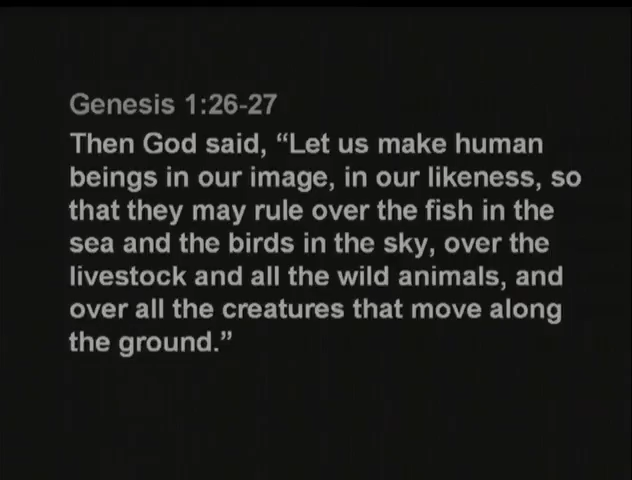 Genesis 1:26-27
Then God said, “Let us make human
beings in our image, in our likeness, so
that they may rule over the fish in the
sea and the birds in the sky, over the
livestock and all the wild animals, and
over all the creatures that move along
the ground.”